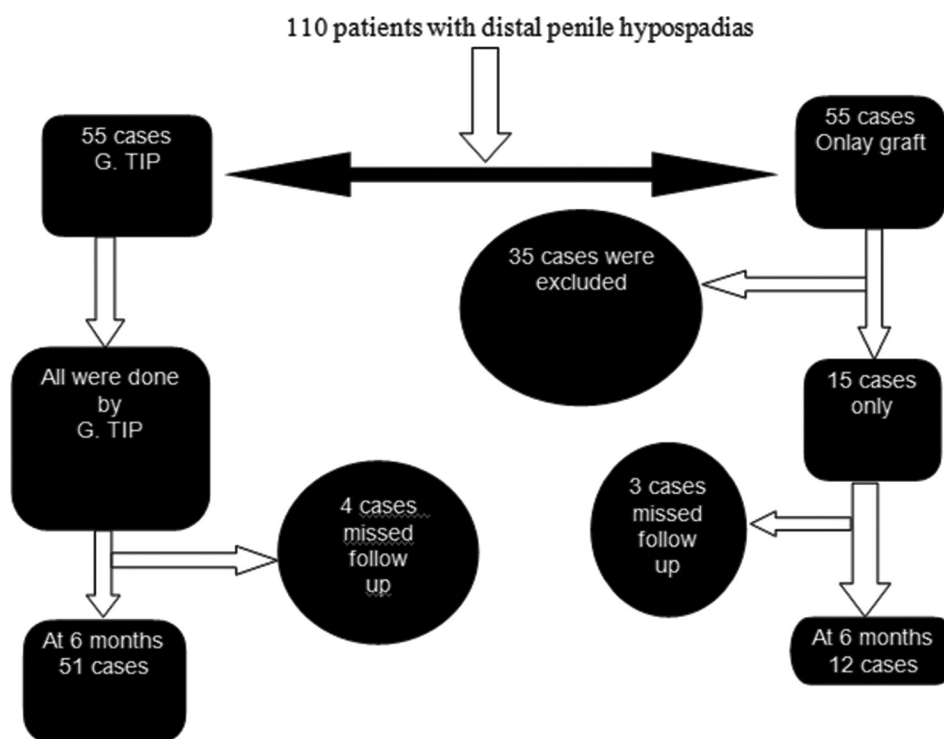 110 patients with distal penile hypospadias
55 cases
G. TIP
55 cases
Onlay graft
35 cases were
excluded
All were done
by
G. TIP
15 cases
only
4 cases
missed
follow
up
3 cases
missed
follow
up
At 6 months
51 cases
At 6 months
12 cases